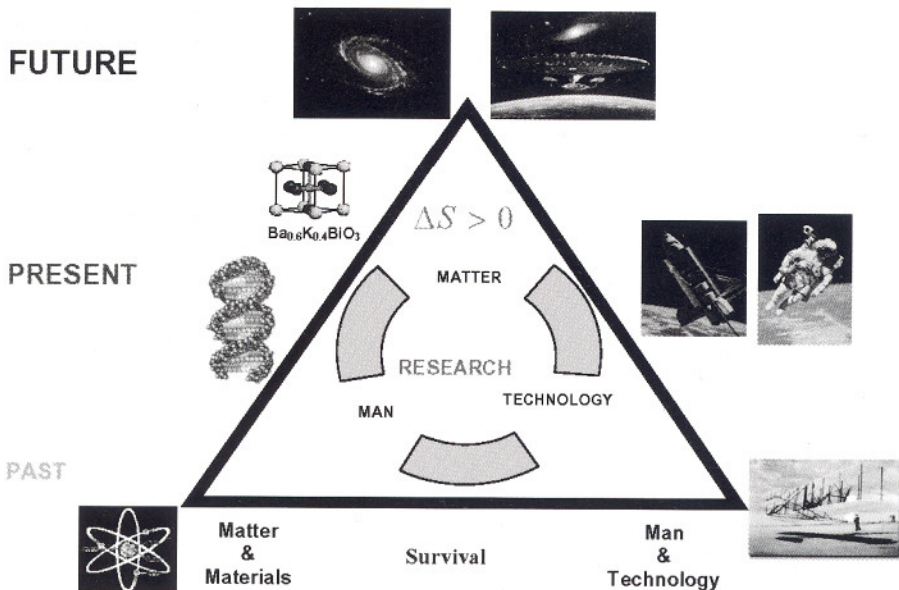 FUTURE
ΔS > 0
Ba₀.₆K₀.₄BiO₃
PRESENT
MATTER
RESEARCH
MAN
TECHNOLOGY
PAST
Matter
&
Materials
Survival
Man
&
Technology